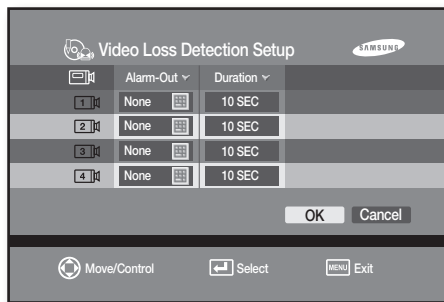 Video Loss Detection Setup
SAMSUNG
Alarm-Out Duration
1 None 10 SEC
2 None 10 SEC
3 None 10 SEC
4 None 10 SEC
OK Cancel
Move/Control Select MENU Exit